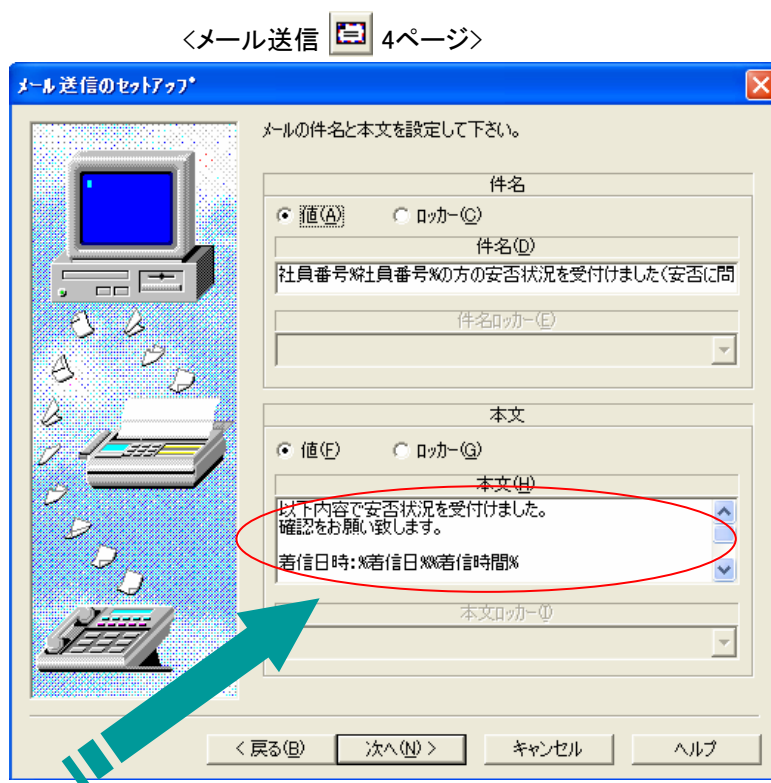 <メール送信 4ページ>
メール送信のセットアップ
メールの件名と本文を設定して下さい。
件名
値(A) ロッカー(C)
件名(D)
社員番号%社員番号%の方の安否状況を受付けました(安否に問
件名ロッカー(E)
本文
値(F) ロッカー(G)
本文(H)
以下内容で安否状況を受付けました。
確認をお願い致します。
着信日時:%着信日%%着信時間%
本文ロッカー(I)
< 戻る(B) 次へ(N) > キャンセル ヘルプ